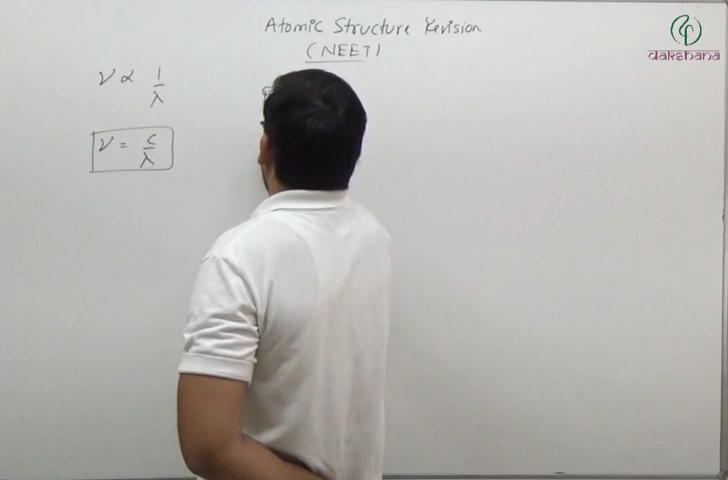 Atomic Structure Revision
(NEET)
dakshana
ν ∝ 1/λ
ν = c/λ